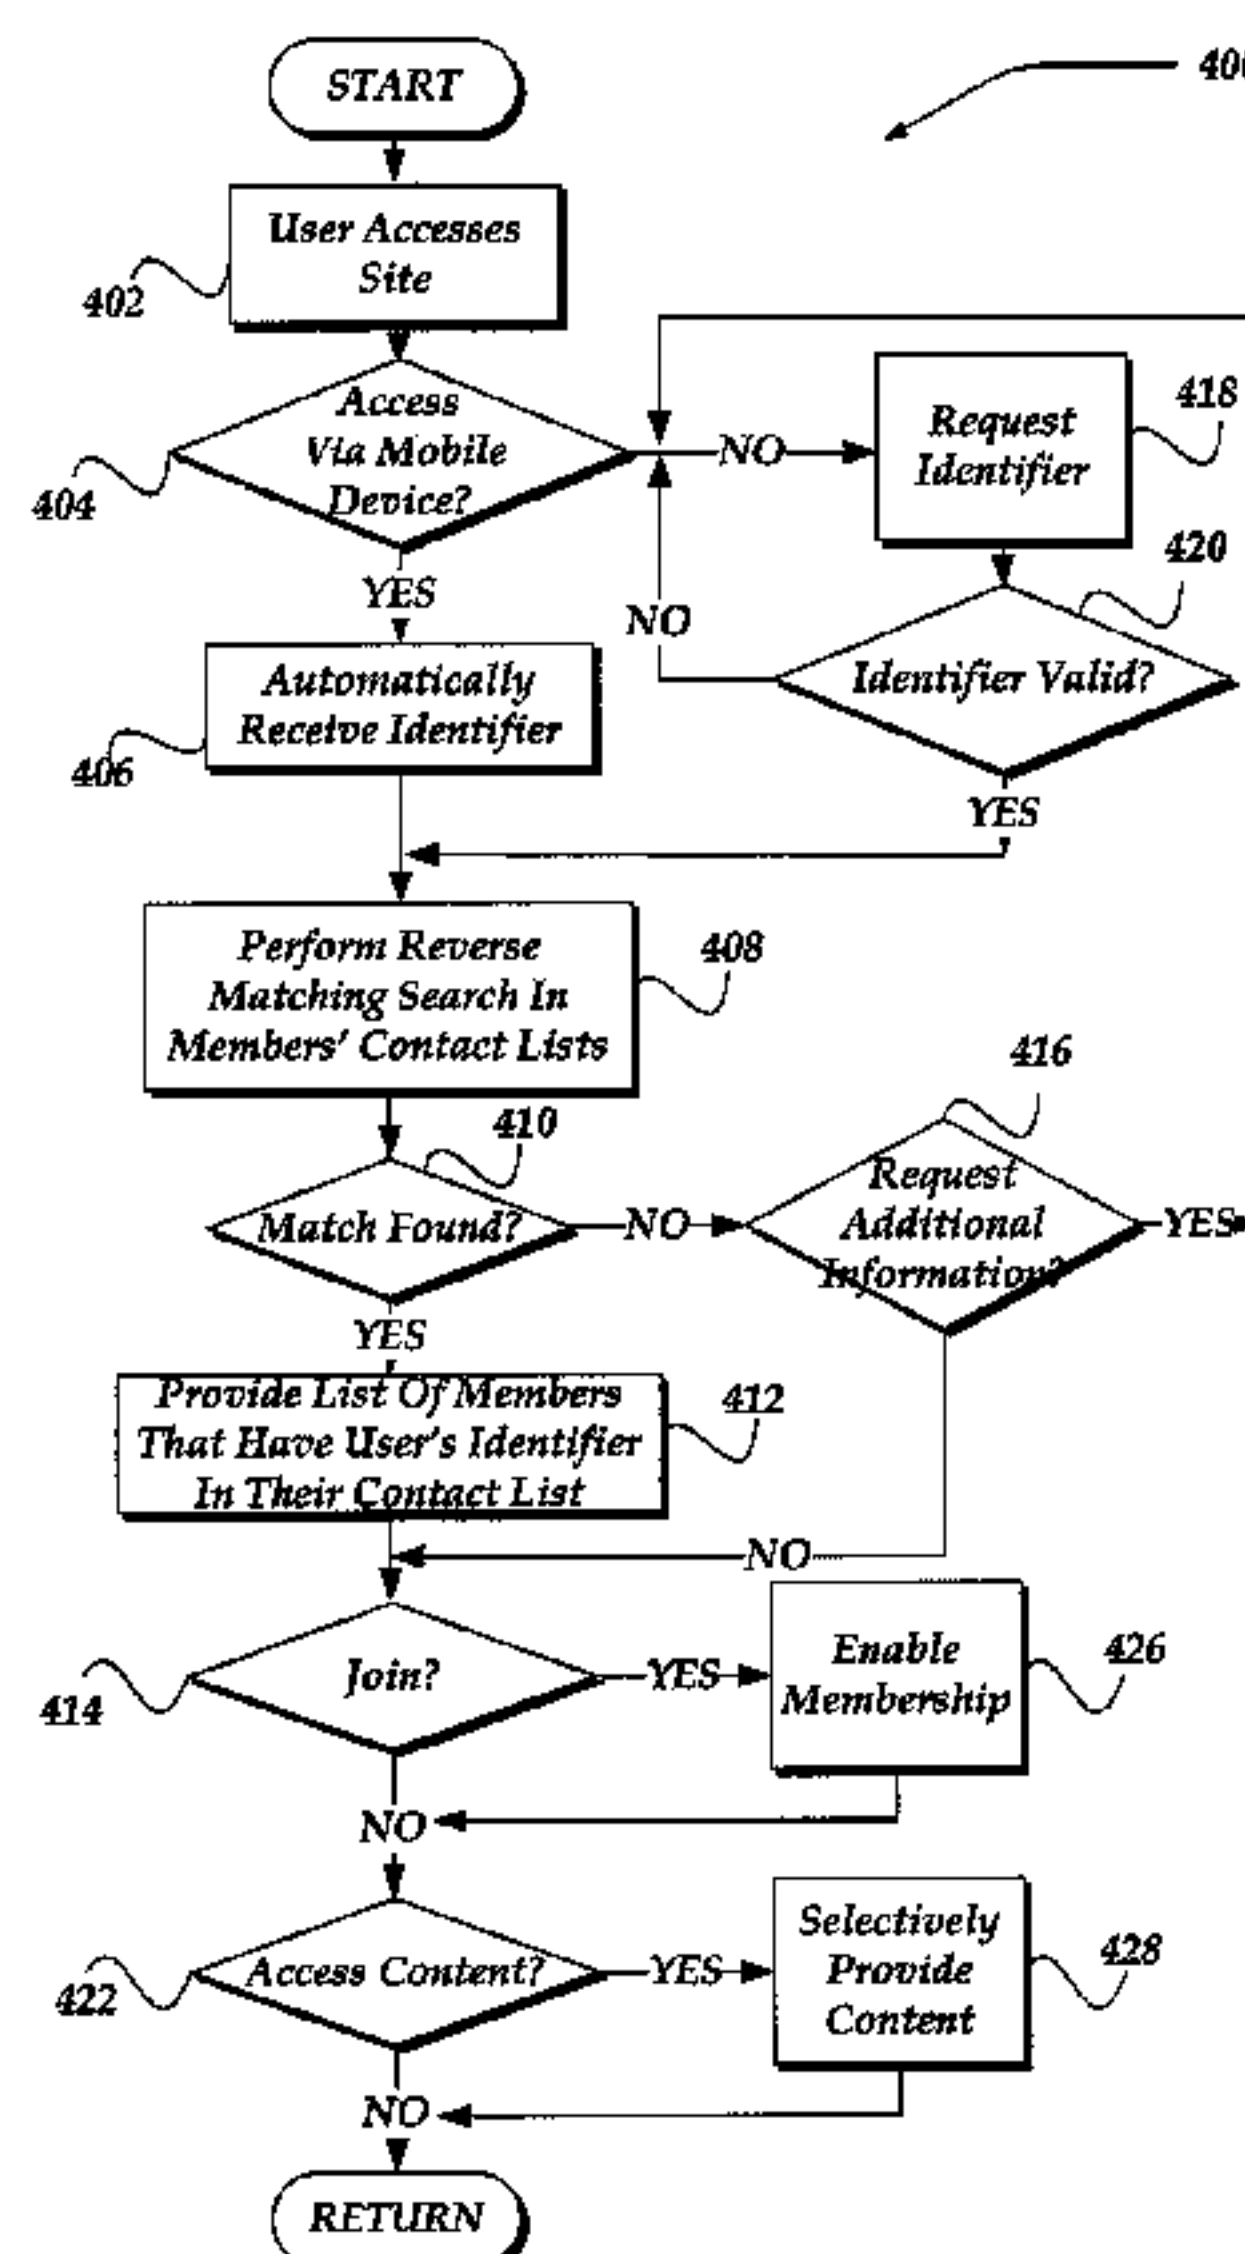 START
400
User Accesses
Site
402
Access
Via Mobile
Device?
404
NO
Request
Identifier
418
420
YES
NO
Identifier Valid?
Automatically
Receive Identifier
406
YES
Perform Reverse
Matching Search In
Members' Contact Lists
408
416
410
Match Found?
NO
Request
Additional
Information?
YES
YES
Provide List Of Members
That Have User's Identifier
In Their Contact List
412
NO
Join?
414
YES
Enable
Membership
426
NO
Access Content?
422
YES
Selectively
Provide
Content
428
NO
RETURN